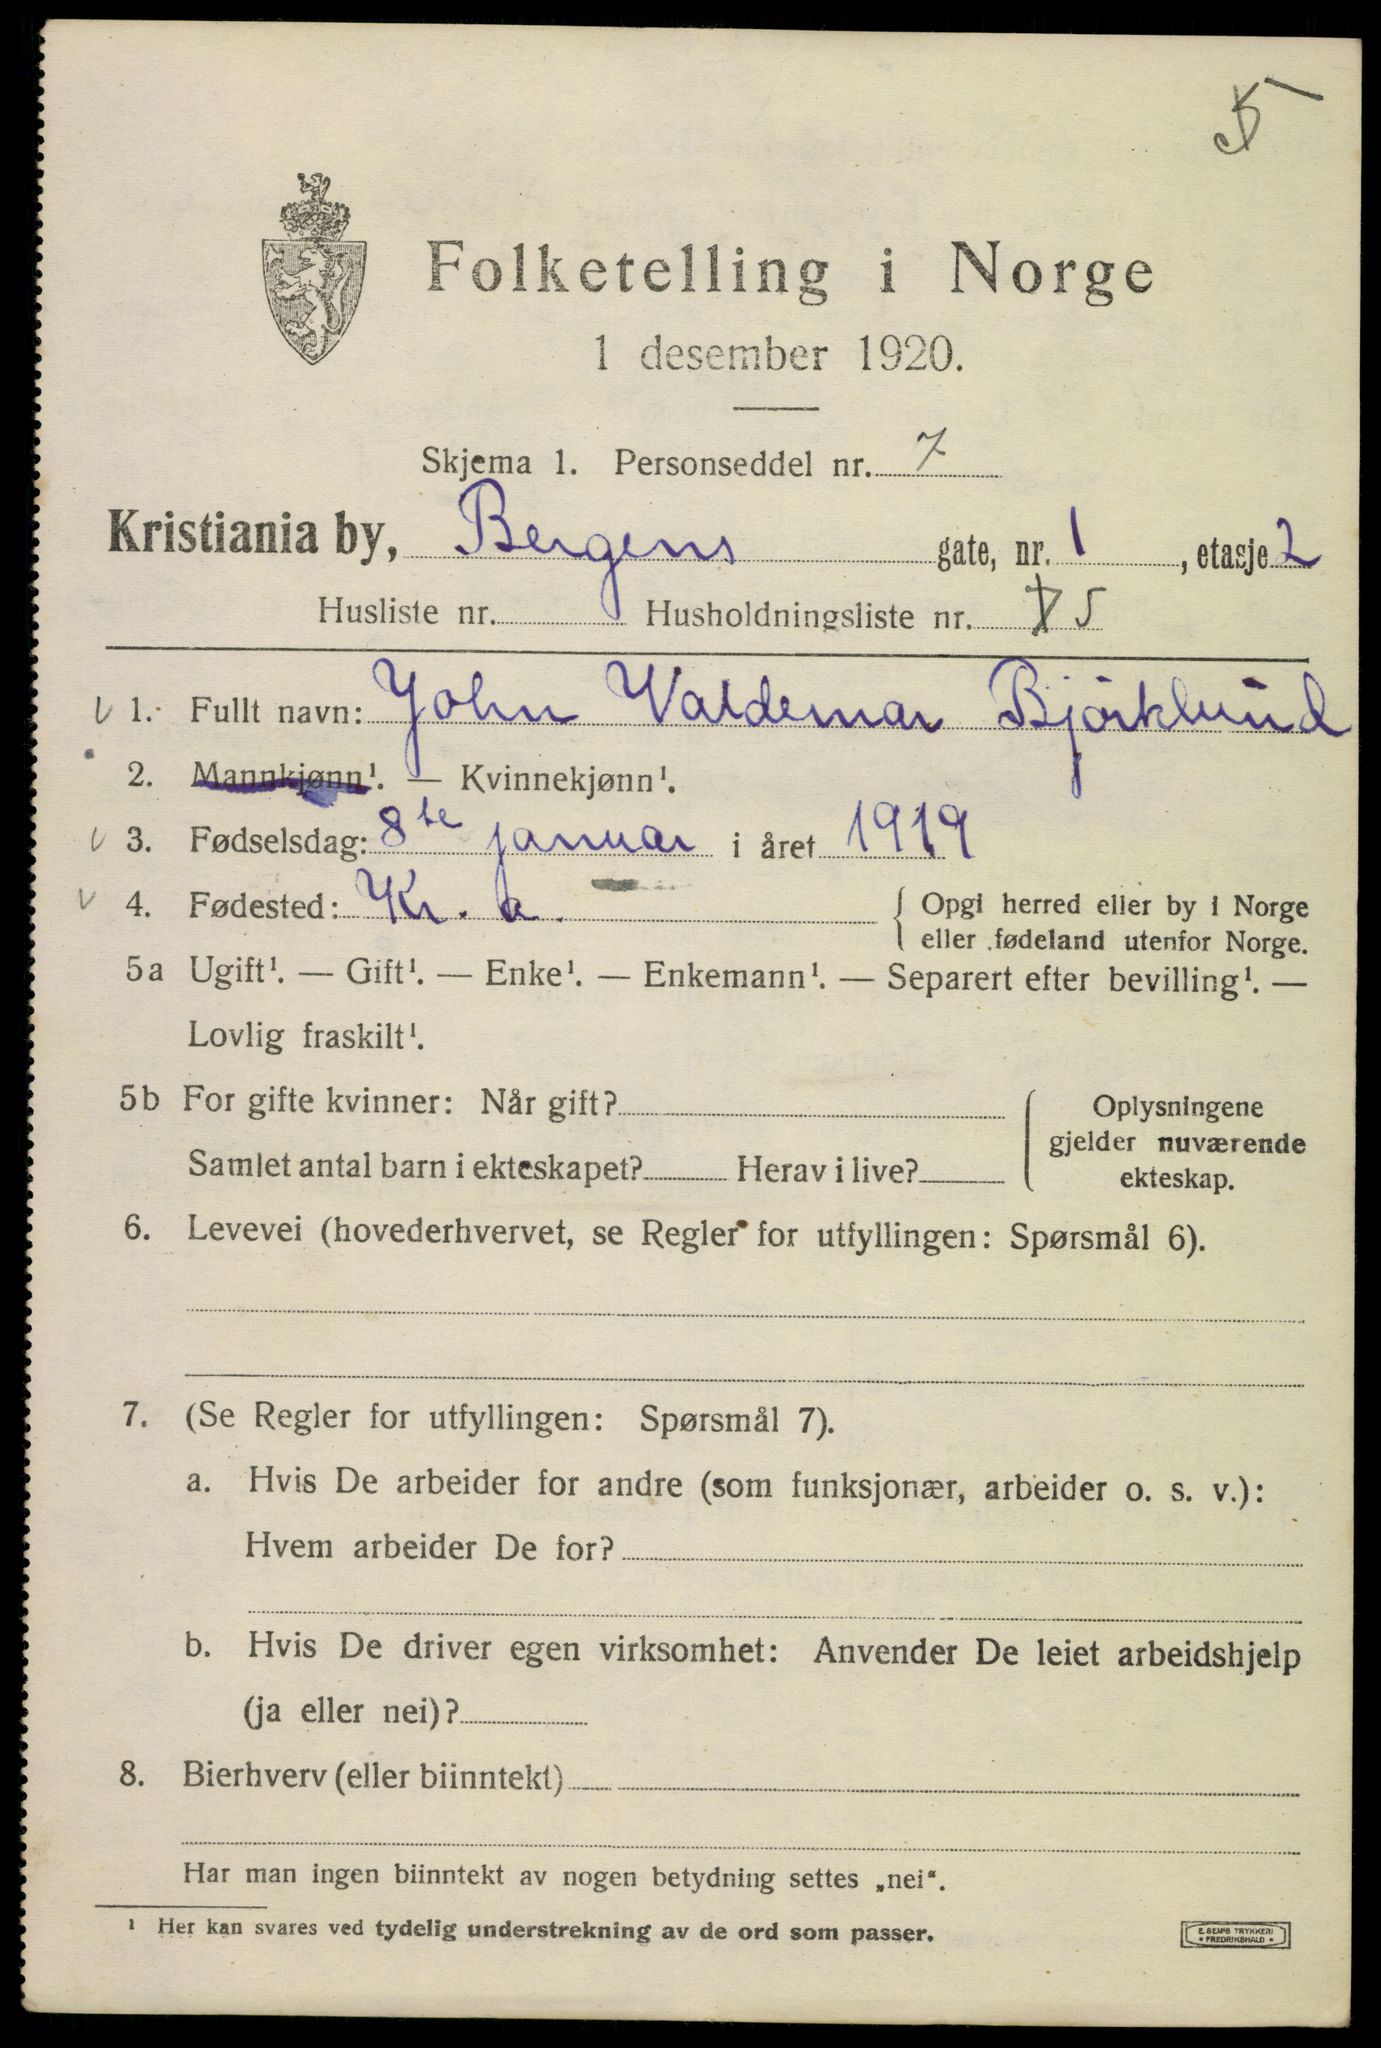 5
Folketelling i Norge
1 desember 1920.
Skjema 1. Personseddel nr. 7
Kristiania by, Bergens gate, nr. 1, etasje 2
Husliste nr. Husholdningsliste nr. 5
1. Fullt navn: John Valdemar Bjørklund
2. Mannkjønn¹. — Kvinnekjønn¹.
3. Fødselsdag: 8te januar i året 1919
4. Fødested: Kr. a. { Opgi herred eller by i Norge
eller fødeland utenfor Norge.
5a Ugift¹. — Gift¹. — Enke¹. — Enkemann¹. — Separert efter bevilling¹. —
Lovlig fraskilt¹.
5b For gifte kvinner: Når gift? { Oplysningene
gjelder nuværende
Samlet antal barn i ekteskapet? Herav i live? ekteskap.
6. Levevei (hovederhvervet, se Regler for utfyllingen: Spørsmål 6).
7. (Se Regler for utfyllingen: Spørsmål 7).
a. Hvis De arbeider for andre (som funksjonær, arbeider o. s. v.):
Hvem arbeider De for?
b. Hvis De driver egen virksomhet: Anvender De leiet arbeidshjelp
(ja eller nei)?
8. Bierhverv (eller biinntekt)
Har man ingen biinntekt av nogen betydning settes „nei“.
¹ Her kan svares ved tydelig understrekning av de ord som passer.
E. SEMS TRYKKERI
• FREDRIKSHALD •